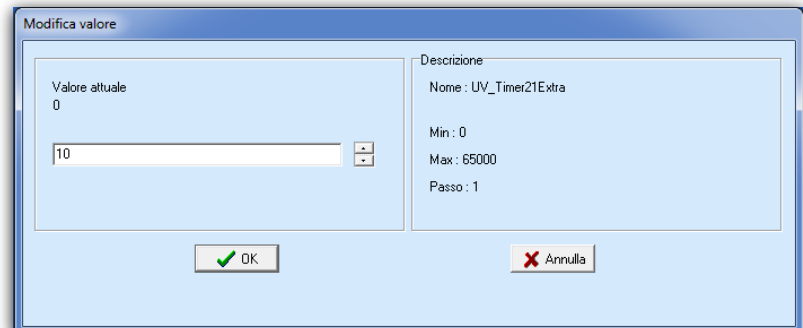 Modifica valore
Valore attuale
0
10
Descrizione
Nome : UV_Timer21Extra
Min : 0
Max : 65000
Passo : 1
OK
Annulla